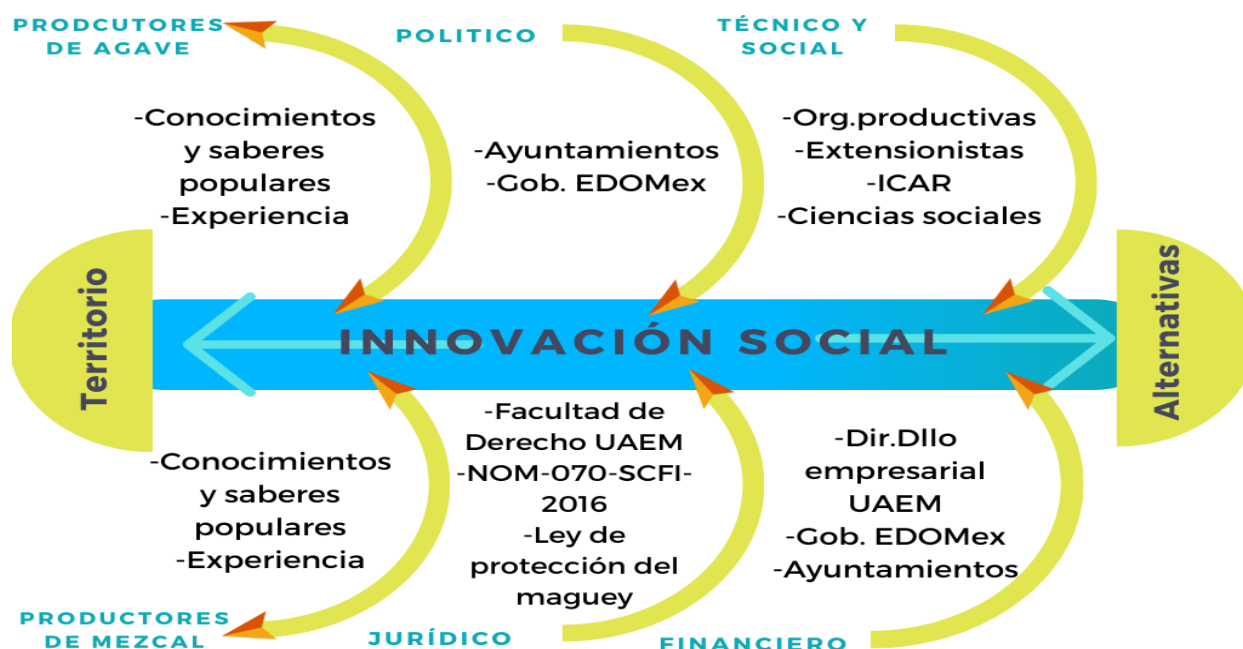 PRODCUTORES
DE AGAVE
POLITICO
TÉCNICO Y
SOCIAL
-Conocimientos
y saberes
populares
-Experiencia
-Ayuntamientos
-Gob. EDOMex
-Org.productivas
-Extensionistas
-ICAR
-Ciencias sociales
Territorio
INNOVACIÓN SOCIAL
Alternativas
-Conocimientos
y saberes
populares
-Experiencia
-Facultad de
Derecho UAEM
-NOM-070-SCFI-
2016
-Ley de
protección del
maguey
-Dir.Dllo
empresarial
UAEM
-Gob. EDOMex
-Ayuntamientos
PRODUCTORES
DE MEZCAL
JURÍDICO
FINANCIERO